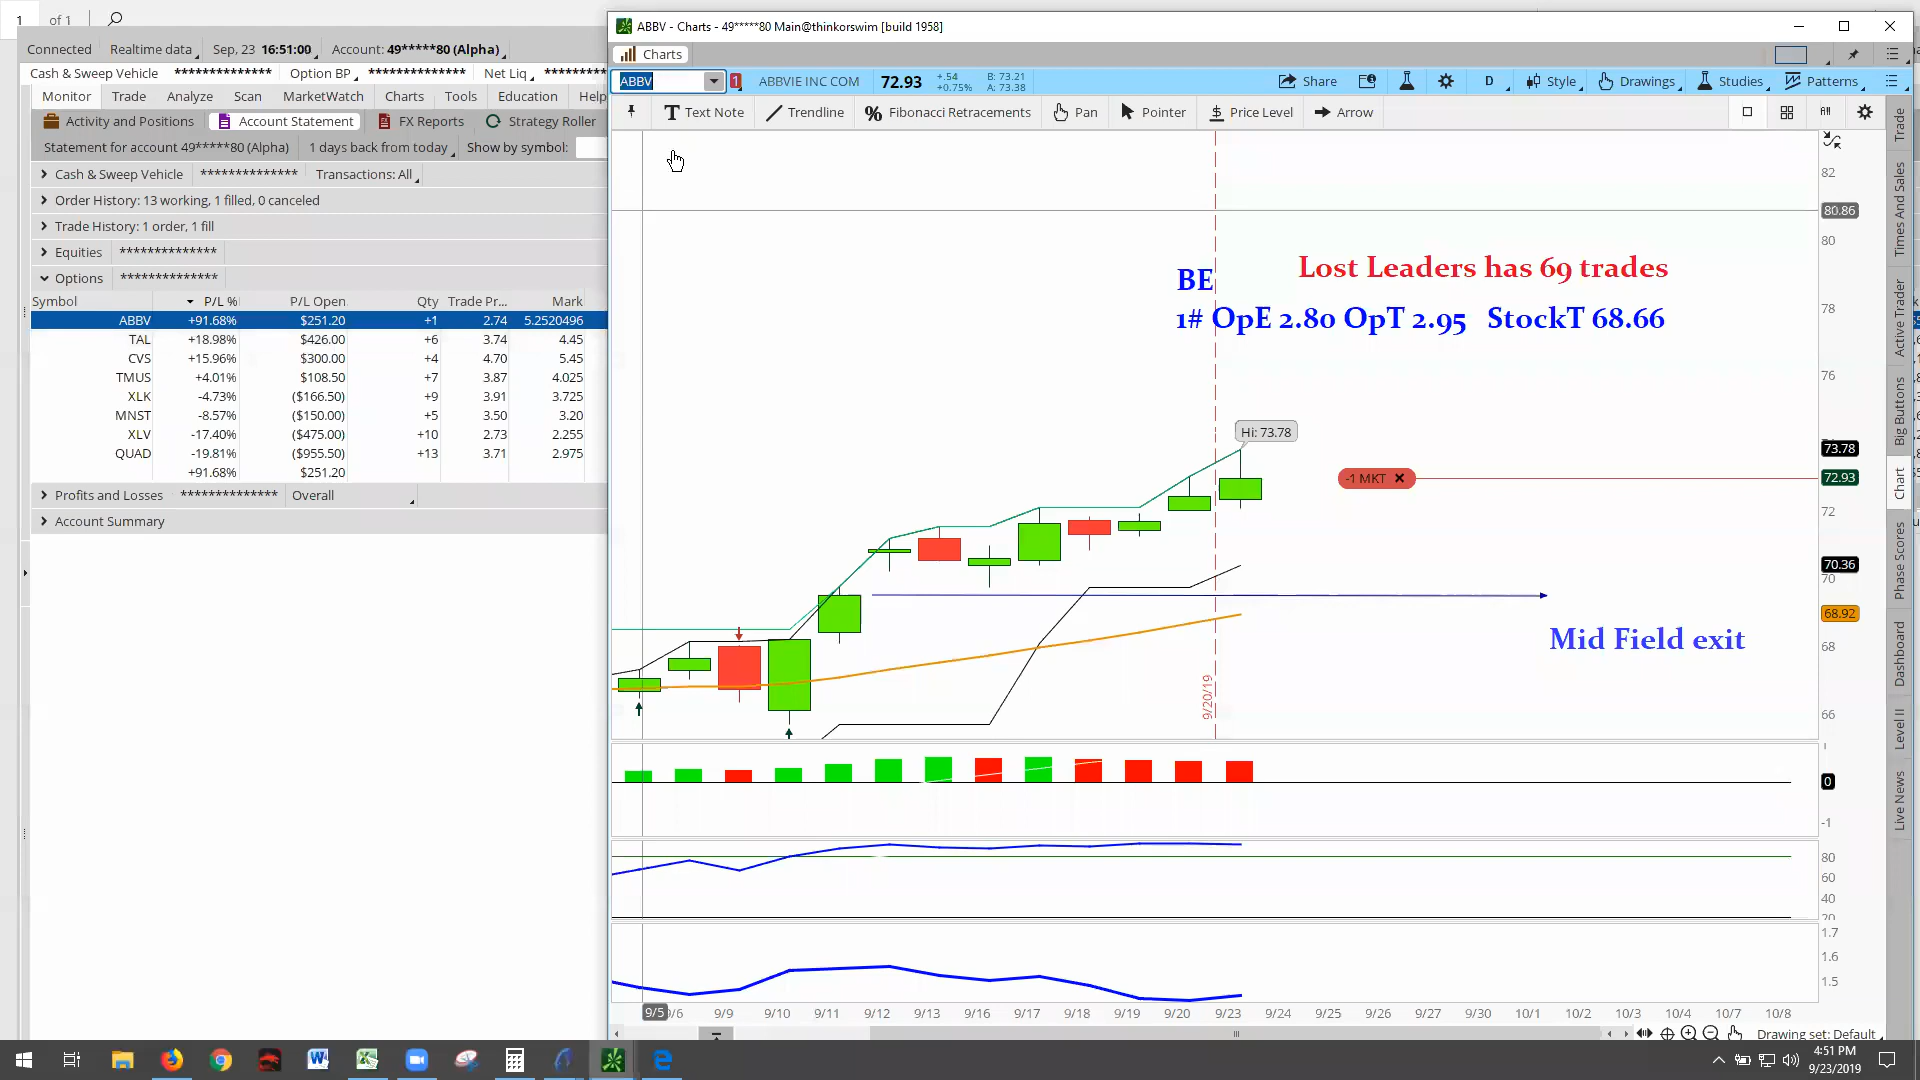 1 of 1
ABBV - Charts - 49*****80 Main@thinkorswim [build 1958]
Connected Realtime data Sep, 23 16:51:00 Account: 49*****80 (Alpha)
Charts
Cash & Sweep Vehicle ************** Option BP ************** Net Liq *********
ABBV 1 ABBVIE INC COM 72.93 +.54 +0.75% B: 73.21 A: 73.38 Share D Style Drawings Studies Patterns
Monitor Trade Analyze Scan MarketWatch Charts Tools Education Help
Text Note Trendline Fibonacci Retracements Pan Pointer Price Level Arrow
Activity and Positions Account Statement FX Reports Strategy Roller
Statement for account 49*****80 (Alpha) 1 days back from today Show by symbol:
Cash & Sweep Vehicle ************** Transactions: All
Order History: 13 working, 1 filled, 0 canceled
Trade History: 1 order, 1 fill
Equities **************
Options **************
Symbol P/L % P/L Open Qty Trade Pr... Mark
ABBV +91.68% $251.20 +1 2.74 5.2520496
TAL +18.98% $426.00 +6 3.74 4.45
CVS +15.96% $300.00 +4 4.70 5.45
TMUS +4.01% $108.50 +7 3.87 4.025
XLK -4.73% ($166.50) +9 3.91 3.725
MNST -8.57% ($150.00) +5 3.50 3.20
XLV -17.40% ($475.00) +10 2.73 2.255
QUAD -19.81% ($955.50) +13 3.71 2.975
+91.68% $251.20
Profits and Losses ************** Overall
Account Summary
BE
Lost Leaders has 69 trades
1# OpE 2.80 OpT 2.95 StockT 68.66
Hi: 73.78
-1 MKT
Mid Field exit
9/20/19
82
80.86
80
78
76
73.78
72.93
72
70.36
70
68.92
68
66
1
0
-1
80
60
40
20
1.7
1.6
1.5
9/5 9/6 9/9 9/10 9/11 9/12 9/13 9/16 9/17 9/18 9/19 9/20 9/23 9/24 9/25 9/26 9/27 9/30 10/1 10/2 10/3 10/4 10/7 10/8
Drawing set: Default
Trade
Times And Sales
Active Trader
Big Buttons
Chart
Phase Scores
Dashboard
Level II
Live News
4:51 PM
9/23/2019